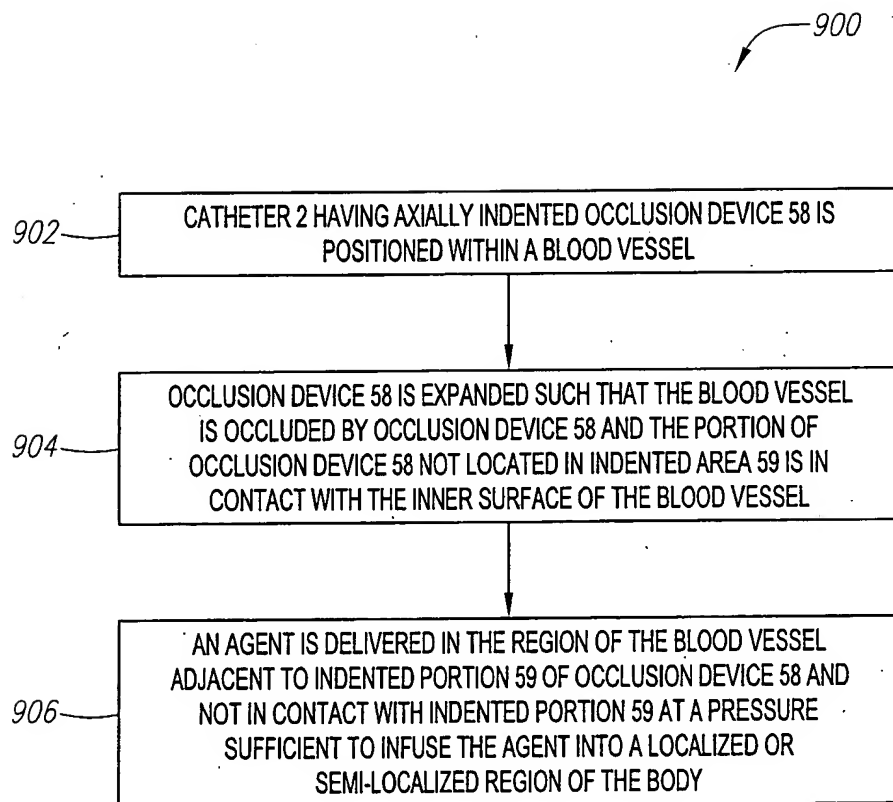 900
902
CATHETER 2 HAVING AXIALLY INDENTED OCCLUSION DEVICE 58 IS
POSITIONED WITHIN A BLOOD VESSEL
904
OCCLUSION DEVICE 58 IS EXPANDED SUCH THAT THE BLOOD VESSEL
IS OCCLUDED BY OCCLUSION DEVICE 58 AND THE PORTION OF
OCCLUSION DEVICE 58 NOT LOCATED IN INDENTED AREA 59 IS IN
CONTACT WITH THE INNER SURFACE OF THE BLOOD VESSEL
906
AN AGENT IS DELIVERED IN THE REGION OF THE BLOOD VESSEL
ADJACENT TO INDENTED PORTION 59 OF OCCLUSION DEVICE 58 AND
NOT IN CONTACT WITH INDENTED PORTION 59 AT A PRESSURE
SUFFICIENT TO INFUSE THE AGENT INTO A LOCALIZED OR
SEMI-LOCALIZED REGION OF THE BODY